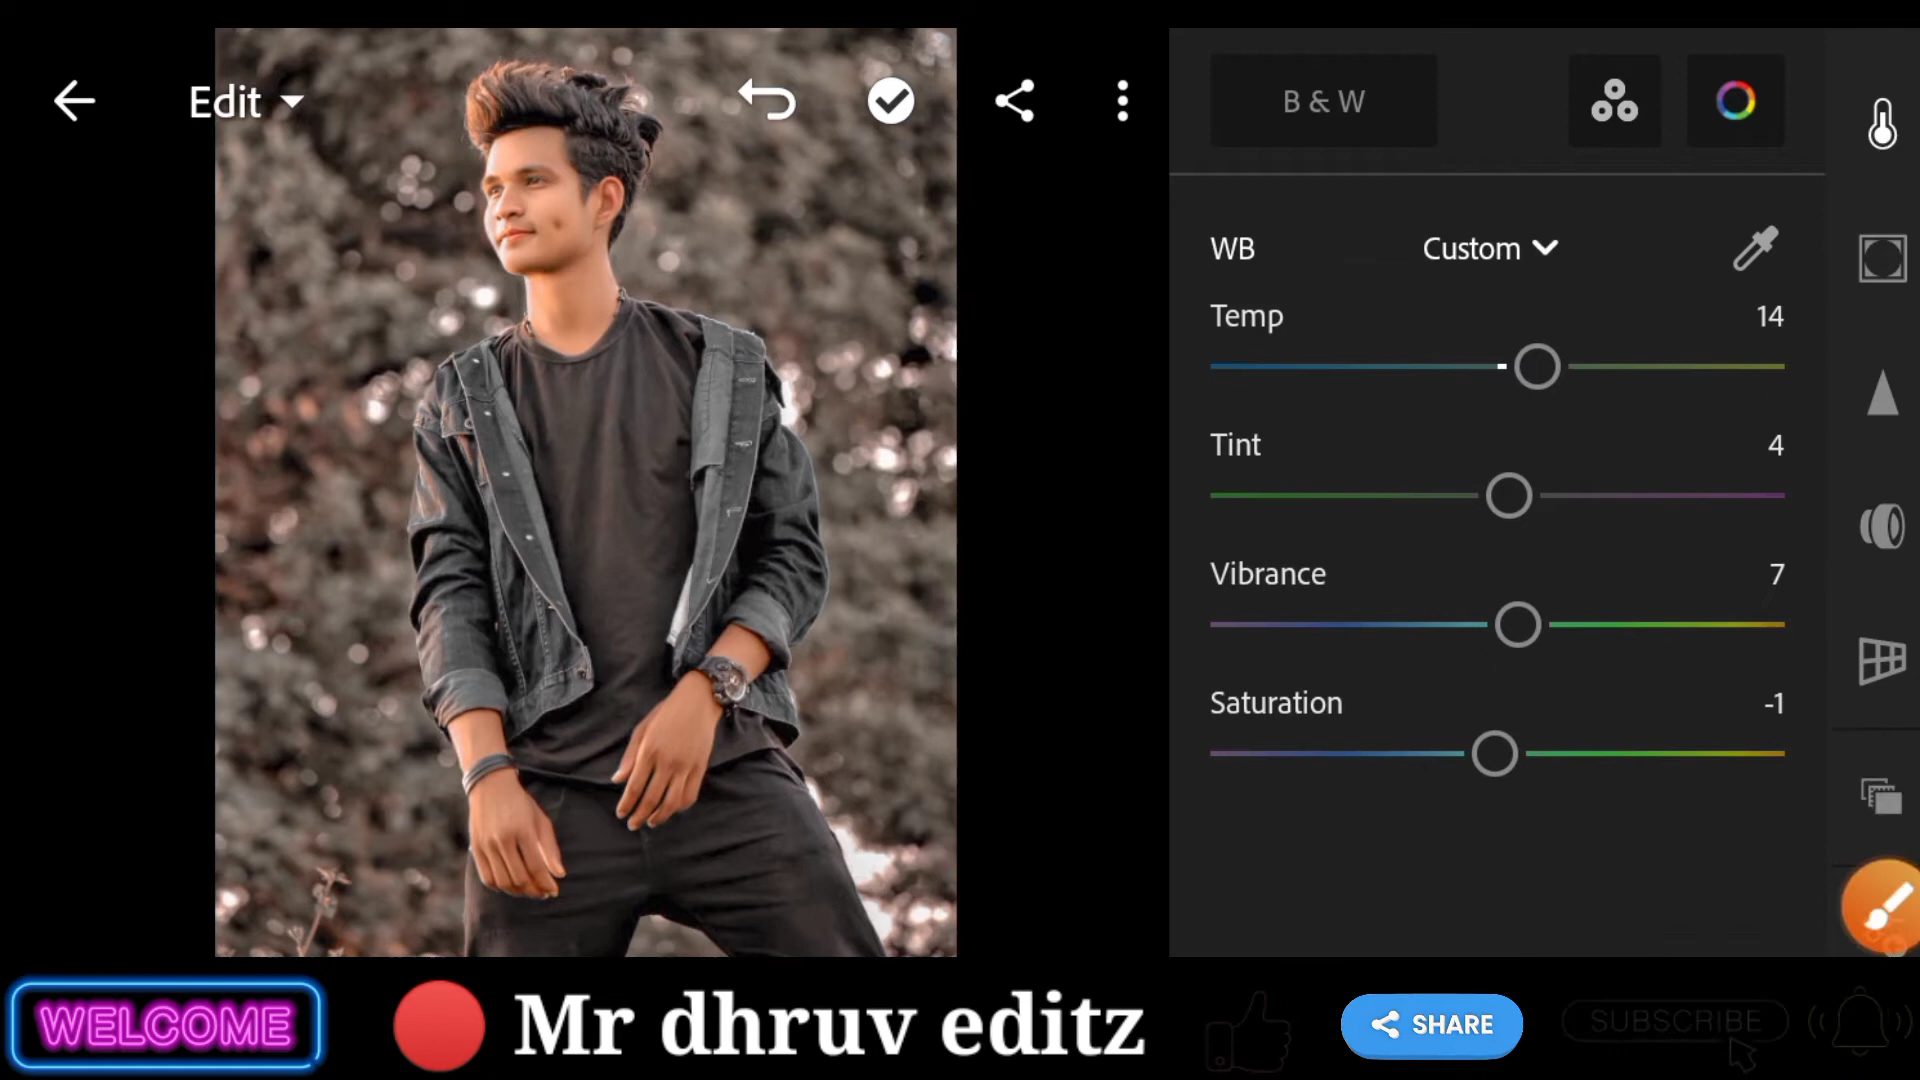 Edit
B & W
WB Custom
Temp 14
Tint 4
Vibrance 7
Saturation -1
WELCOME
Mr dhruv editz
SHARE
SUBSCRIBE